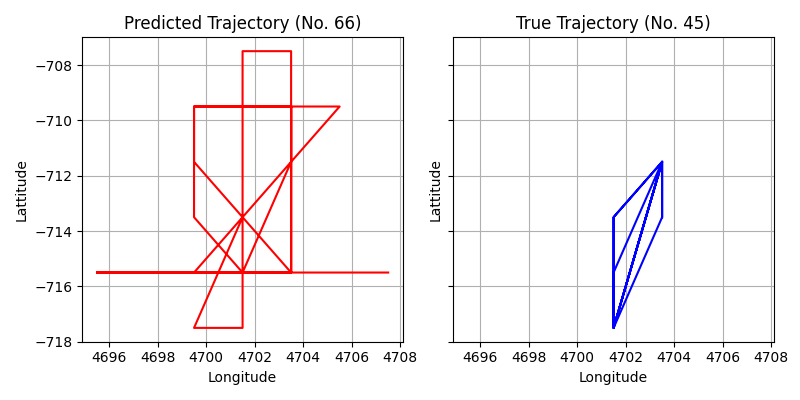 Predicted Trajectory (No. 66)
True Trajectory (No. 45)
−708
−710
−712
−714
−716
−718
Lattitude
Lattitude
4696 4698 4700 4702 4704 4706 4708
4696 4698 4700 4702 4704 4706 4708
Longitude
Longitude